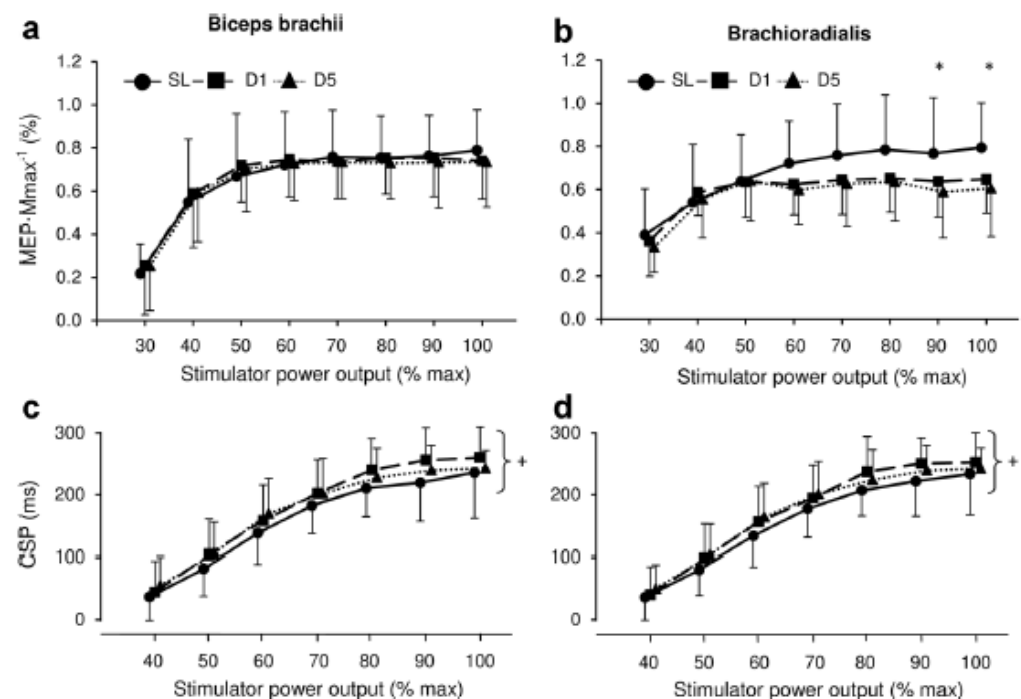 a
Biceps brachii
1.2
1.0
0.8
0.6
0.4
0.2
0.0
MEP·Mmax⁻¹ (%)
SL D1 D5
30 40 50 60 70 80 90 100
Stimulator power output (% max)
b
Brachioradialis
1.2
1.0
0.8
0.6
0.4
0.2
0.0
SL D1 D5
* *
30 40 50 60 70 80 90 100
Stimulator power output (% max)
c
300
200
100
0
CSP (ms)
+
40 50 60 70 80 90 100
Stimulator power output (% max)
d
300
200
100
0
+
40 50 60 70 80 90 100
Stimulator power output (% max)